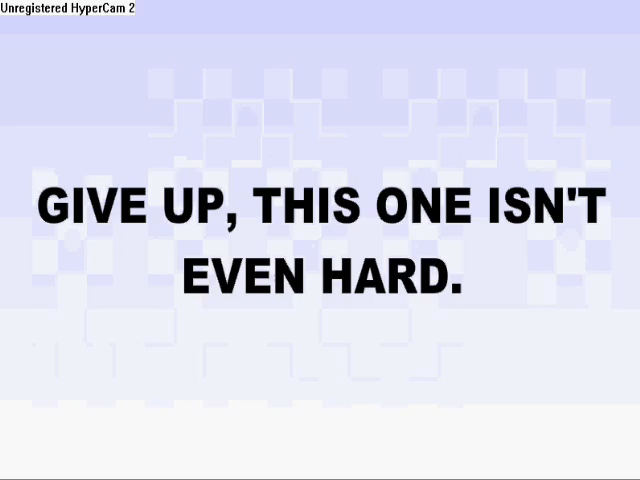 Unregistered HyperCam 2
GIVE UP, THIS ONE ISN'T
EVEN HARD.